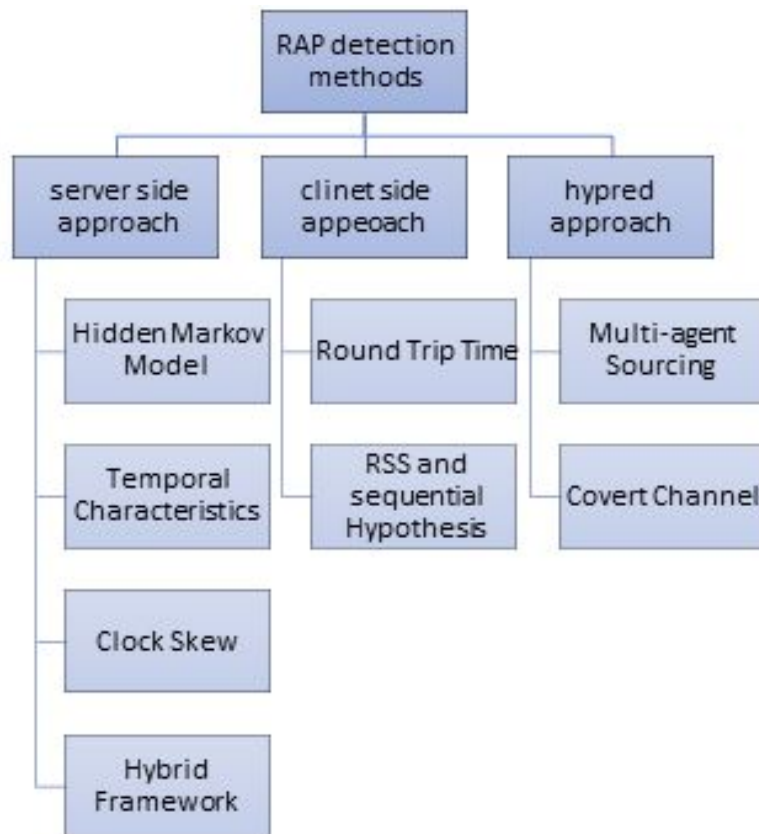 RAP detection
methods
server side
approach
clinet side
appeoach
hypred
approach
Hidden Markov
Model
Temporal
Characteristics
Clock Skew
Hybrid
Framework
Round Trip Time
RSS and
sequential
Hypothesis
Multi-agent
Sourcing
Covert Channel